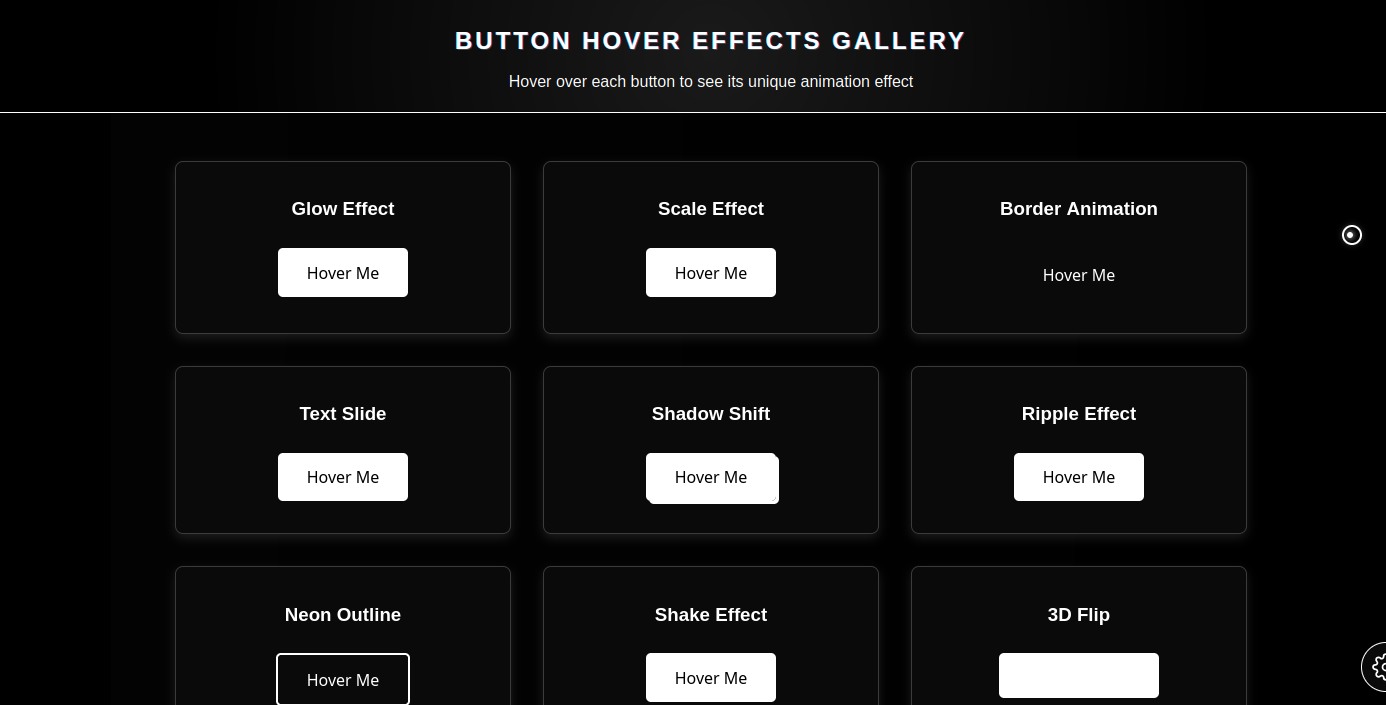 BUTTON HOVER EFFECTS GALLERY
Hover over each button to see its unique animation effect
Glow Effect
Hover Me
Scale Effect
Hover Me
Border Animation
Hover Me
Text Slide
Hover Me
Shadow Shift
Hover Me
Ripple Effect
Hover Me
Neon Outline
Hover Me
Shake Effect
Hover Me
3D Flip